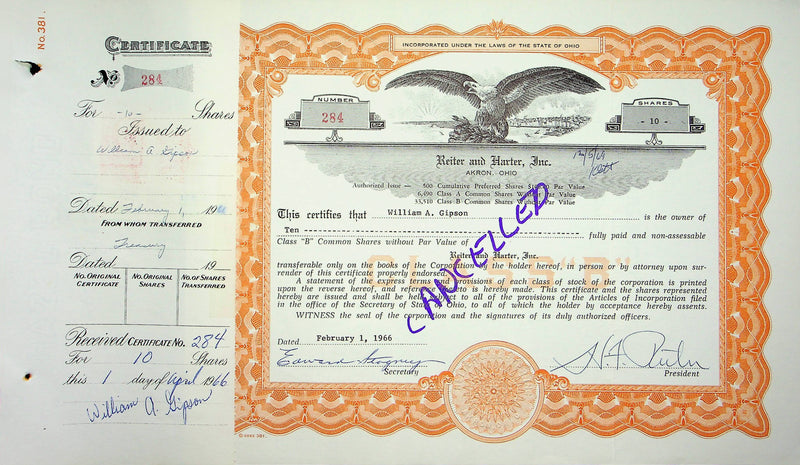 No. 381.
CERTIFICATE
No. 284
For -10- Shares
Issued to
William A Gipson
Dated February 1, 19
FROM WHOM TRANSFERRED
Treasury
Dated 19
NO. ORIGINAL CERTIFICATE
NO. ORIGINAL SHARES
NO. OF SHARES TRANSFERRED
Received CERTIFICATE NO. 284
For 10 Shares
this 1 day of April 1966
William A. Gipson
INCORPORATED UNDER THE LAWS OF THE STATE OF OHIO
NUMBER
284
SHARES
- 10 -
Reiter and Harter, Inc.
AKRON, OHIO
12/5/69
Authorized Issue — 500 Cumulative Preferred Shares Par Value
6,490 Class A Common Shares Without Par Value
33,510 Class B Common Shares Without Par Value
This certifies that William A. Gipson is the owner of
Ten fully paid and non-assessable
Class "B" Common Shares without Par Value of
Reiter and Harter, Inc.
CLASS "B"
transferable only on the books of the Corporation by the holder hereof, in person or by attorney upon surrender of this certificate properly endorsed.
A statement of the express terms and provisions of each class of stock of the corporation is printed
upon the reverse hereof, and reference thereto is hereby made. This certificate and the shares represented
hereby are issued and shall be held subject to all of the provisions of the Articles of Incorporation filed
in the office of the Secretary of State of Ohio, to all of which the holder by acceptance hereby assents.
WITNESS the seal of the corporation and the signatures of its duly authorized officers.
CANCELLED
Dated February 1, 1966
Edward
Secretary
President
© GOES 381.